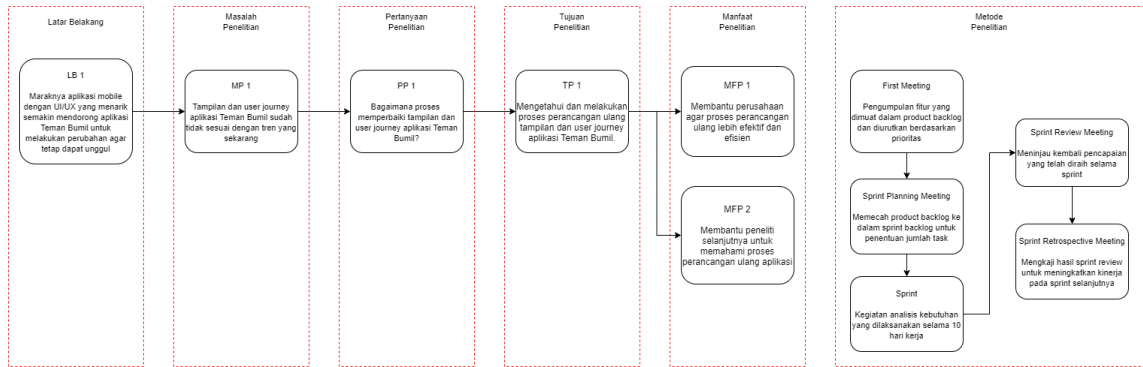 Latar Belakang
LB 1
Maraknya aplikasi mobile
dengan UI/UX yang menarik
semakin mendorong aplikasi
Teman Bumil untuk
melakukan perubahan agar
tetap dapat unggul
Masalah
Penelitian
MP 1
Tampilan dan user journey
aplikasi Teman Bumil sudah
tidak sesuai dengan tren yang
sekarang
Pertanyaan
Penelitian
PP 1
Bagaimana proses
memperbaiki tampilan dan
user journey aplikasi Teman
Bumil?
Tujuan
Penelitian
TP 1
Mengetahui dan melakukan
proses perancangan ulang
tampilan dan user journey
aplikasi Teman Bumil.
Manfaat
Penelitian
MFP 1
Membantu perusahaan
agar proses perancangan
ulang lebih efektif dan
efisien
MFP 2
Membantu peneliti
selanjutnya untuk
memahami proses
perancangan ulang aplikasi
Metode
Penelitian
First Meeting
Pengumpulan fitur yang
dimuat dalam product backlog
dan diurutkan berdasarkan
prioritas
Sprint Planning Meeting
Memecah product backlog ke
dalam sprint backlog untuk
penentuan jumlah task
Sprint
Kegiatan analisis kebutuhan
yang dilaksanakan selama 10
hari kerja
Sprint Review Meeting
Meninjau kembali pencapaian
yang telah diraih selama
sprint
Sprint Retrospective Meeting
Mengkaji hasil sprint review
untuk meningkatkan kinerja
pada sprint selanjutnya